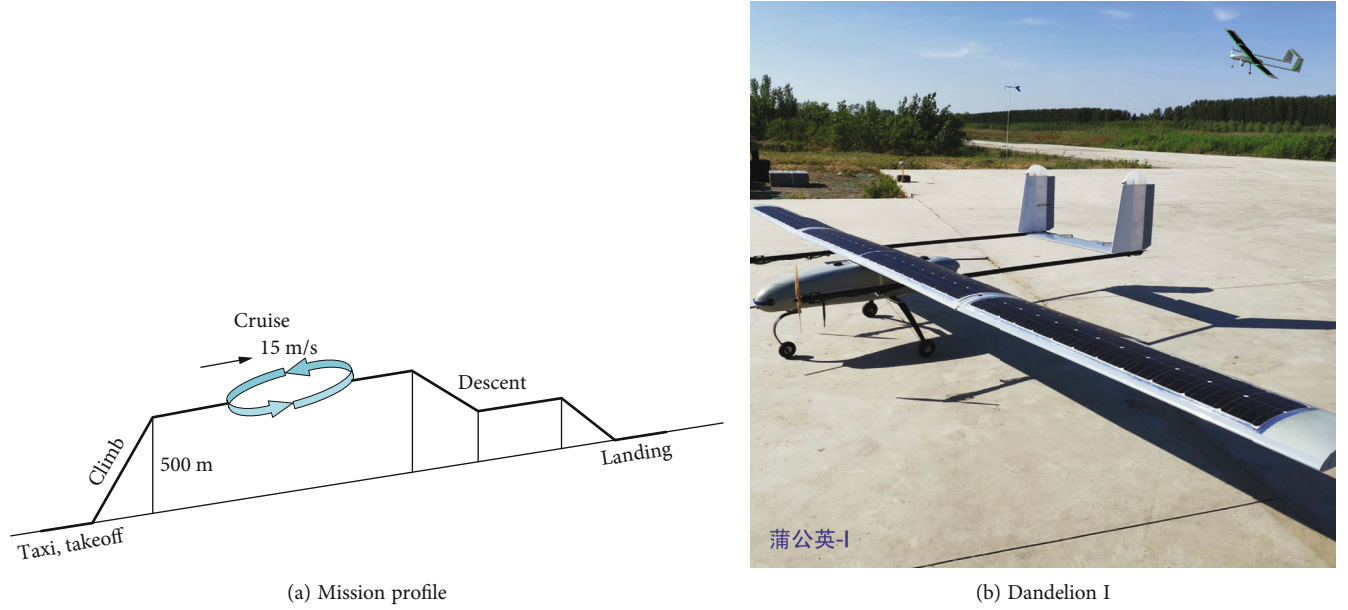 Cruise
15 m/s
Descent
Climb
500 m
Landing
Taxi, takeoff
蒲公英-I
(a) Mission profile
(b) Dandelion I